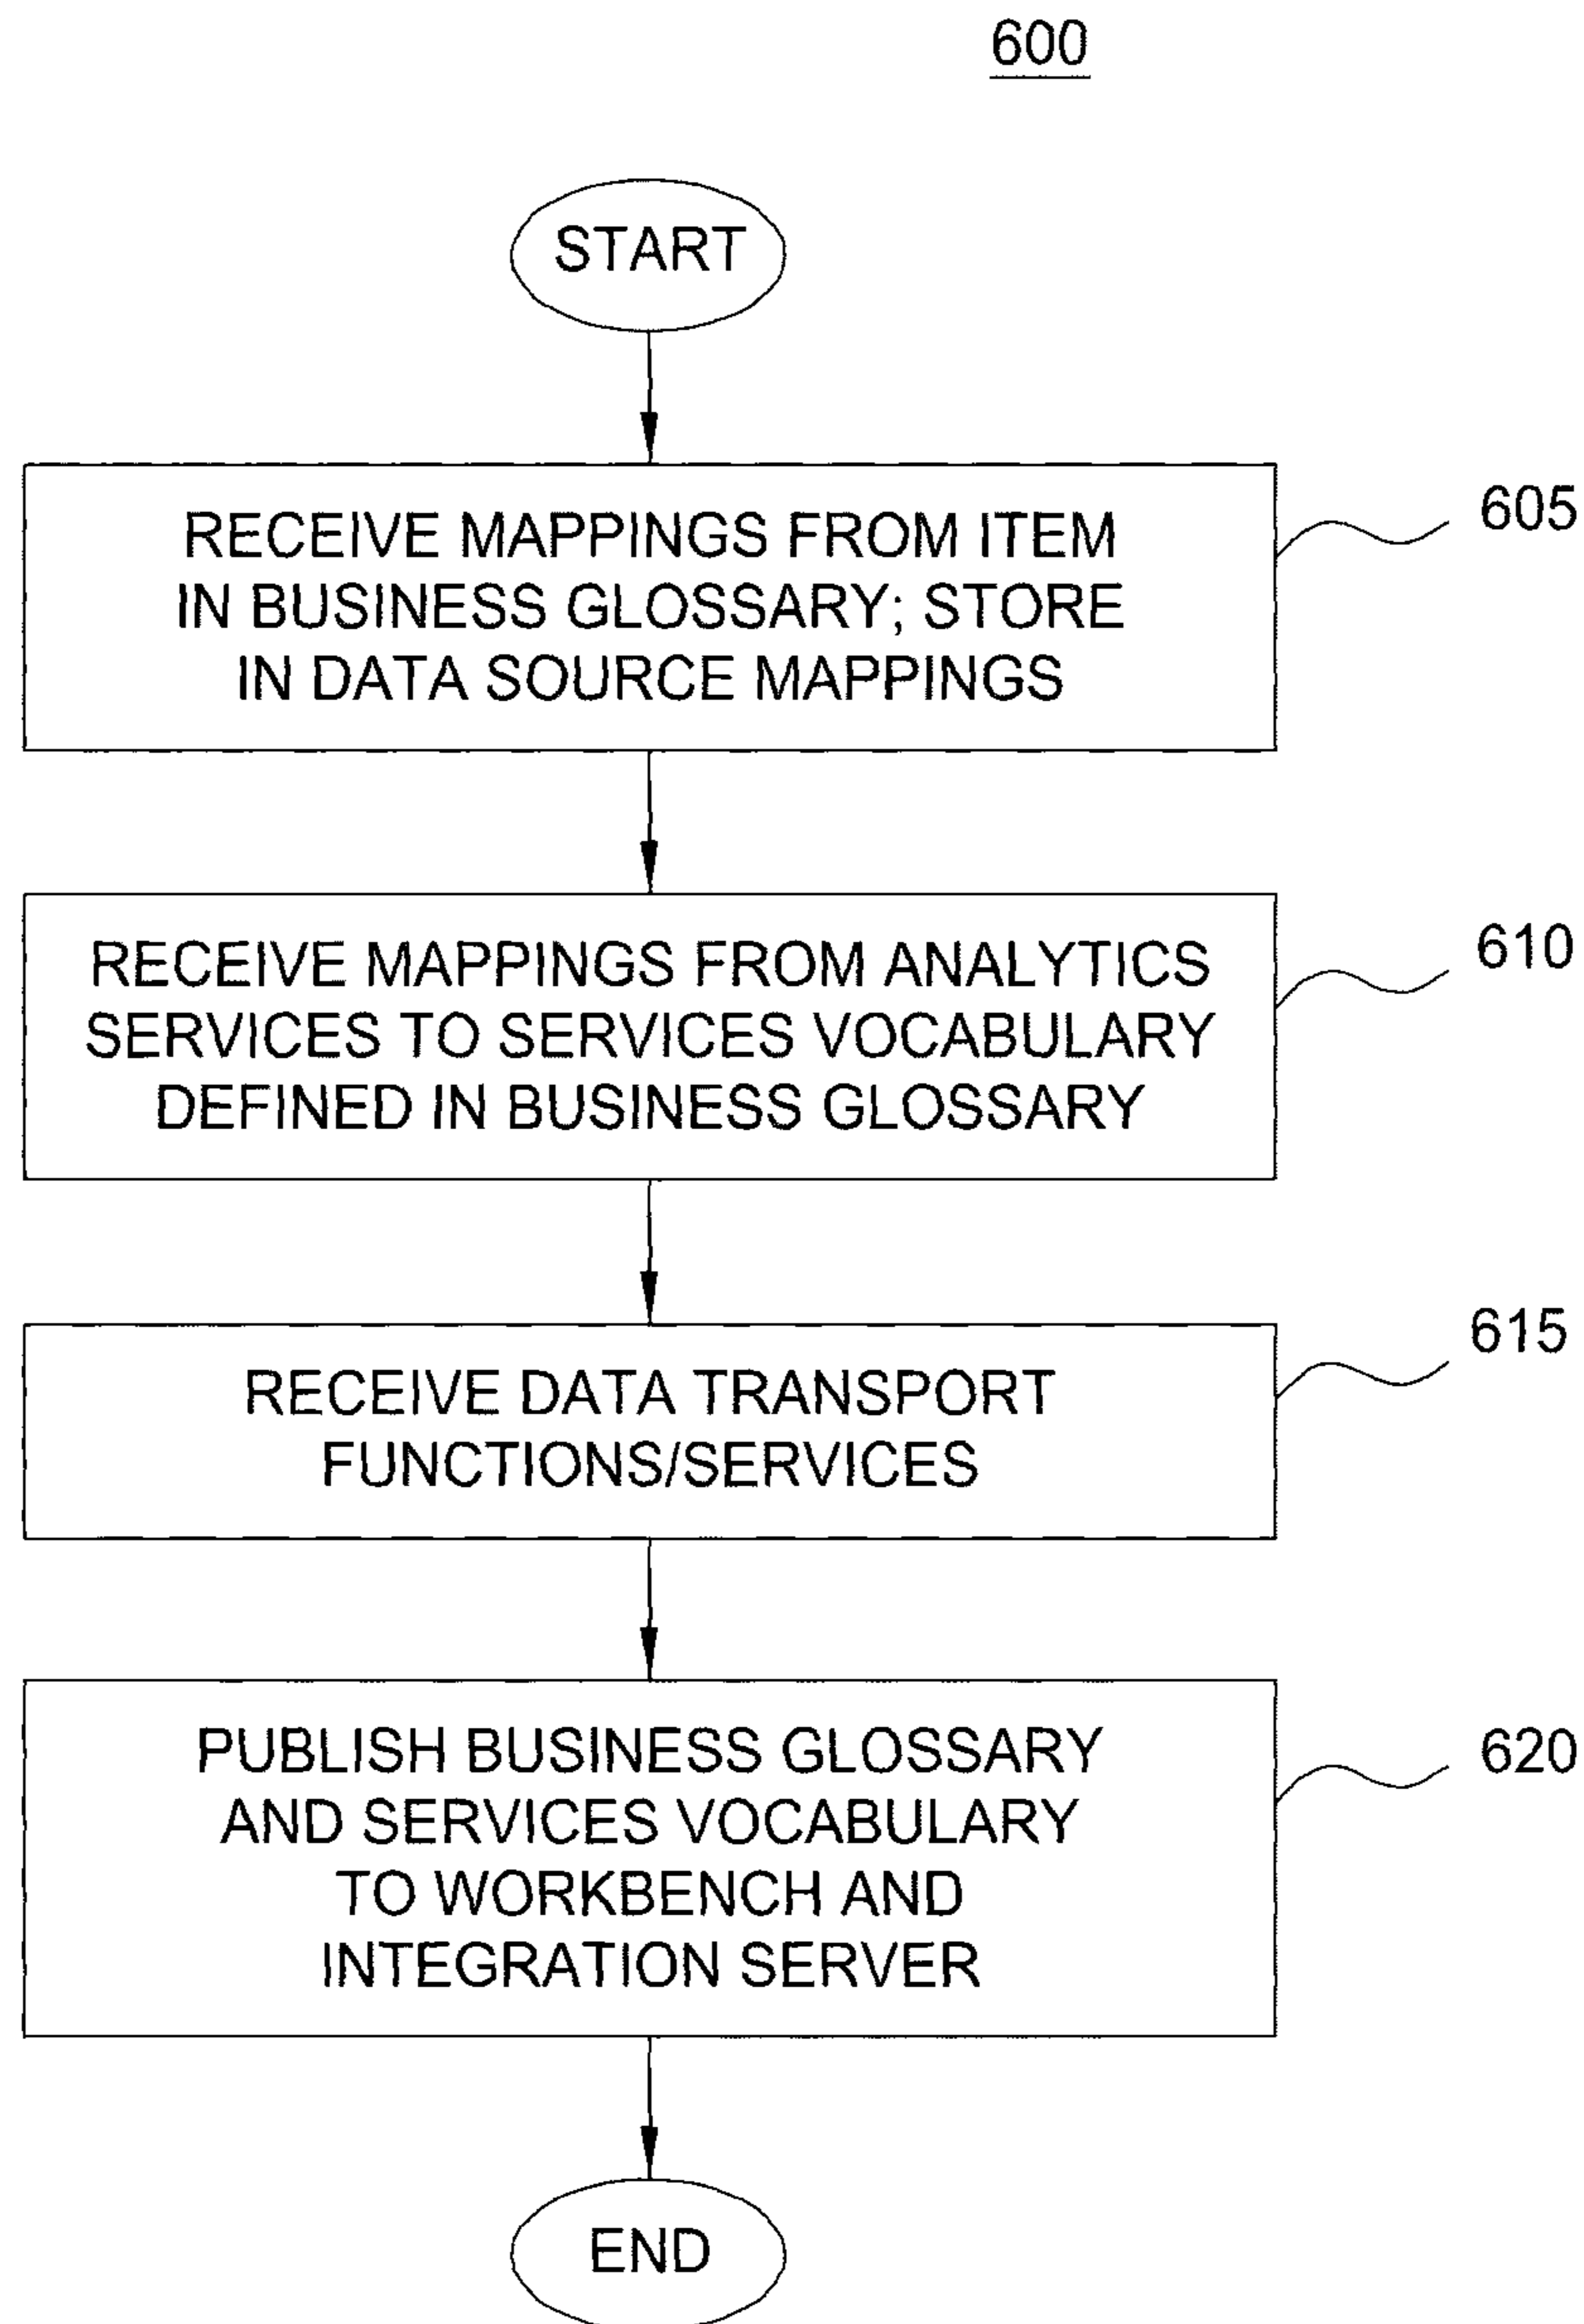 600
START
RECEIVE MAPPINGS FROM ITEM
IN BUSINESS GLOSSARY; STORE
IN DATA SOURCE MAPPINGS
605
RECEIVE MAPPINGS FROM ANALYTICS
SERVICES TO SERVICES VOCABULARY
DEFINED IN BUSINESS GLOSSARY
610
RECEIVE DATA TRANSPORT
FUNCTIONS/SERVICES
615
PUBLISH BUSINESS GLOSSARY
AND SERVICES VOCABULARY
TO WORKBENCH AND
INTEGRATION SERVER
620
END